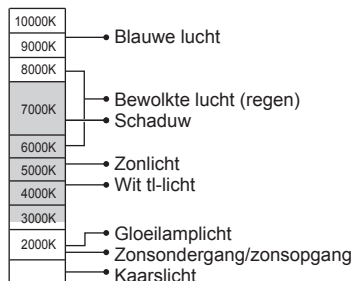 10000K
9000K
Blauwe lucht
8000K
Bewolkte lucht (regen)
7000K
Schaduw
6000K
Zonlicht
5000K
Wit tl-licht
4000K
3000K
Gloeilamplicht
2000K
Zonsondergang/zonsopgang
Kaarslicht